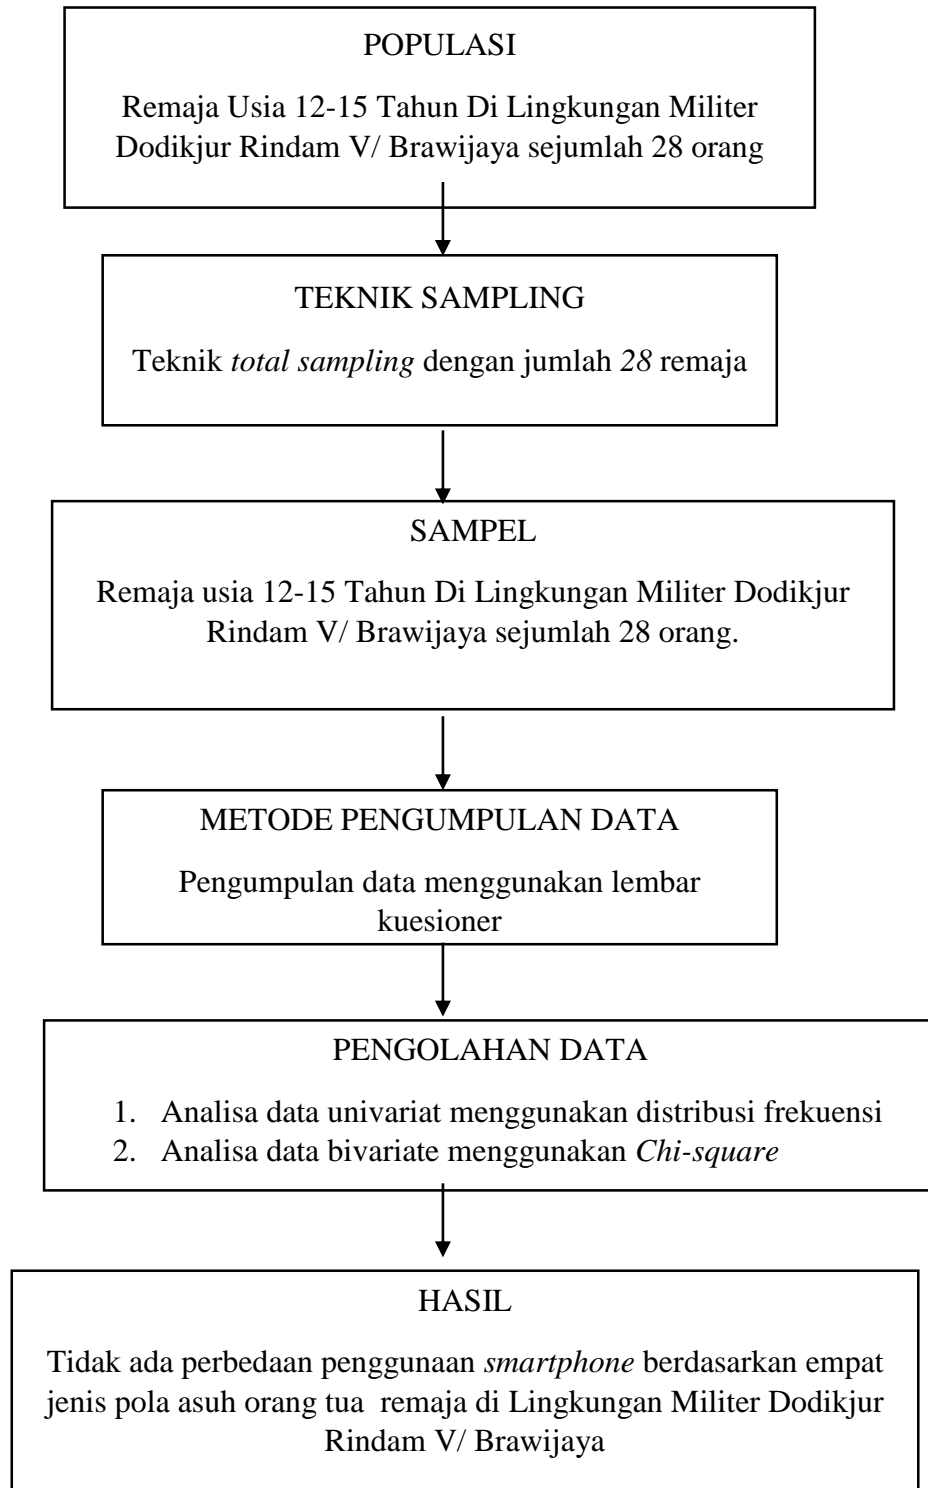 POPULASI
Remaja Usia 12-15 Tahun Di Lingkungan Militer
Dodikjur Rindam V/ Brawijaya sejumlah 28 orang
TEKNIK SAMPLING
Teknik total sampling dengan jumlah 28 remaja
SAMPEL
Remaja usia 12-15 Tahun Di Lingkungan Militer Dodikjur
Rindam V/ Brawijaya sejumlah 28 orang.
METODE PENGUMPULAN DATA
Pengumpulan data menggunakan lembar
kuesioner
PENGOLAHAN DATA
1. Analisa data univariat menggunakan distribusi frekuensi
2. Analisa data bivariate menggunakan Chi-square
HASIL
Tidak ada perbedaan penggunaan smartphone berdasarkan empat
jenis pola asuh orang tua remaja di Lingkungan Militer Dodikjur
Rindam V/ Brawijaya